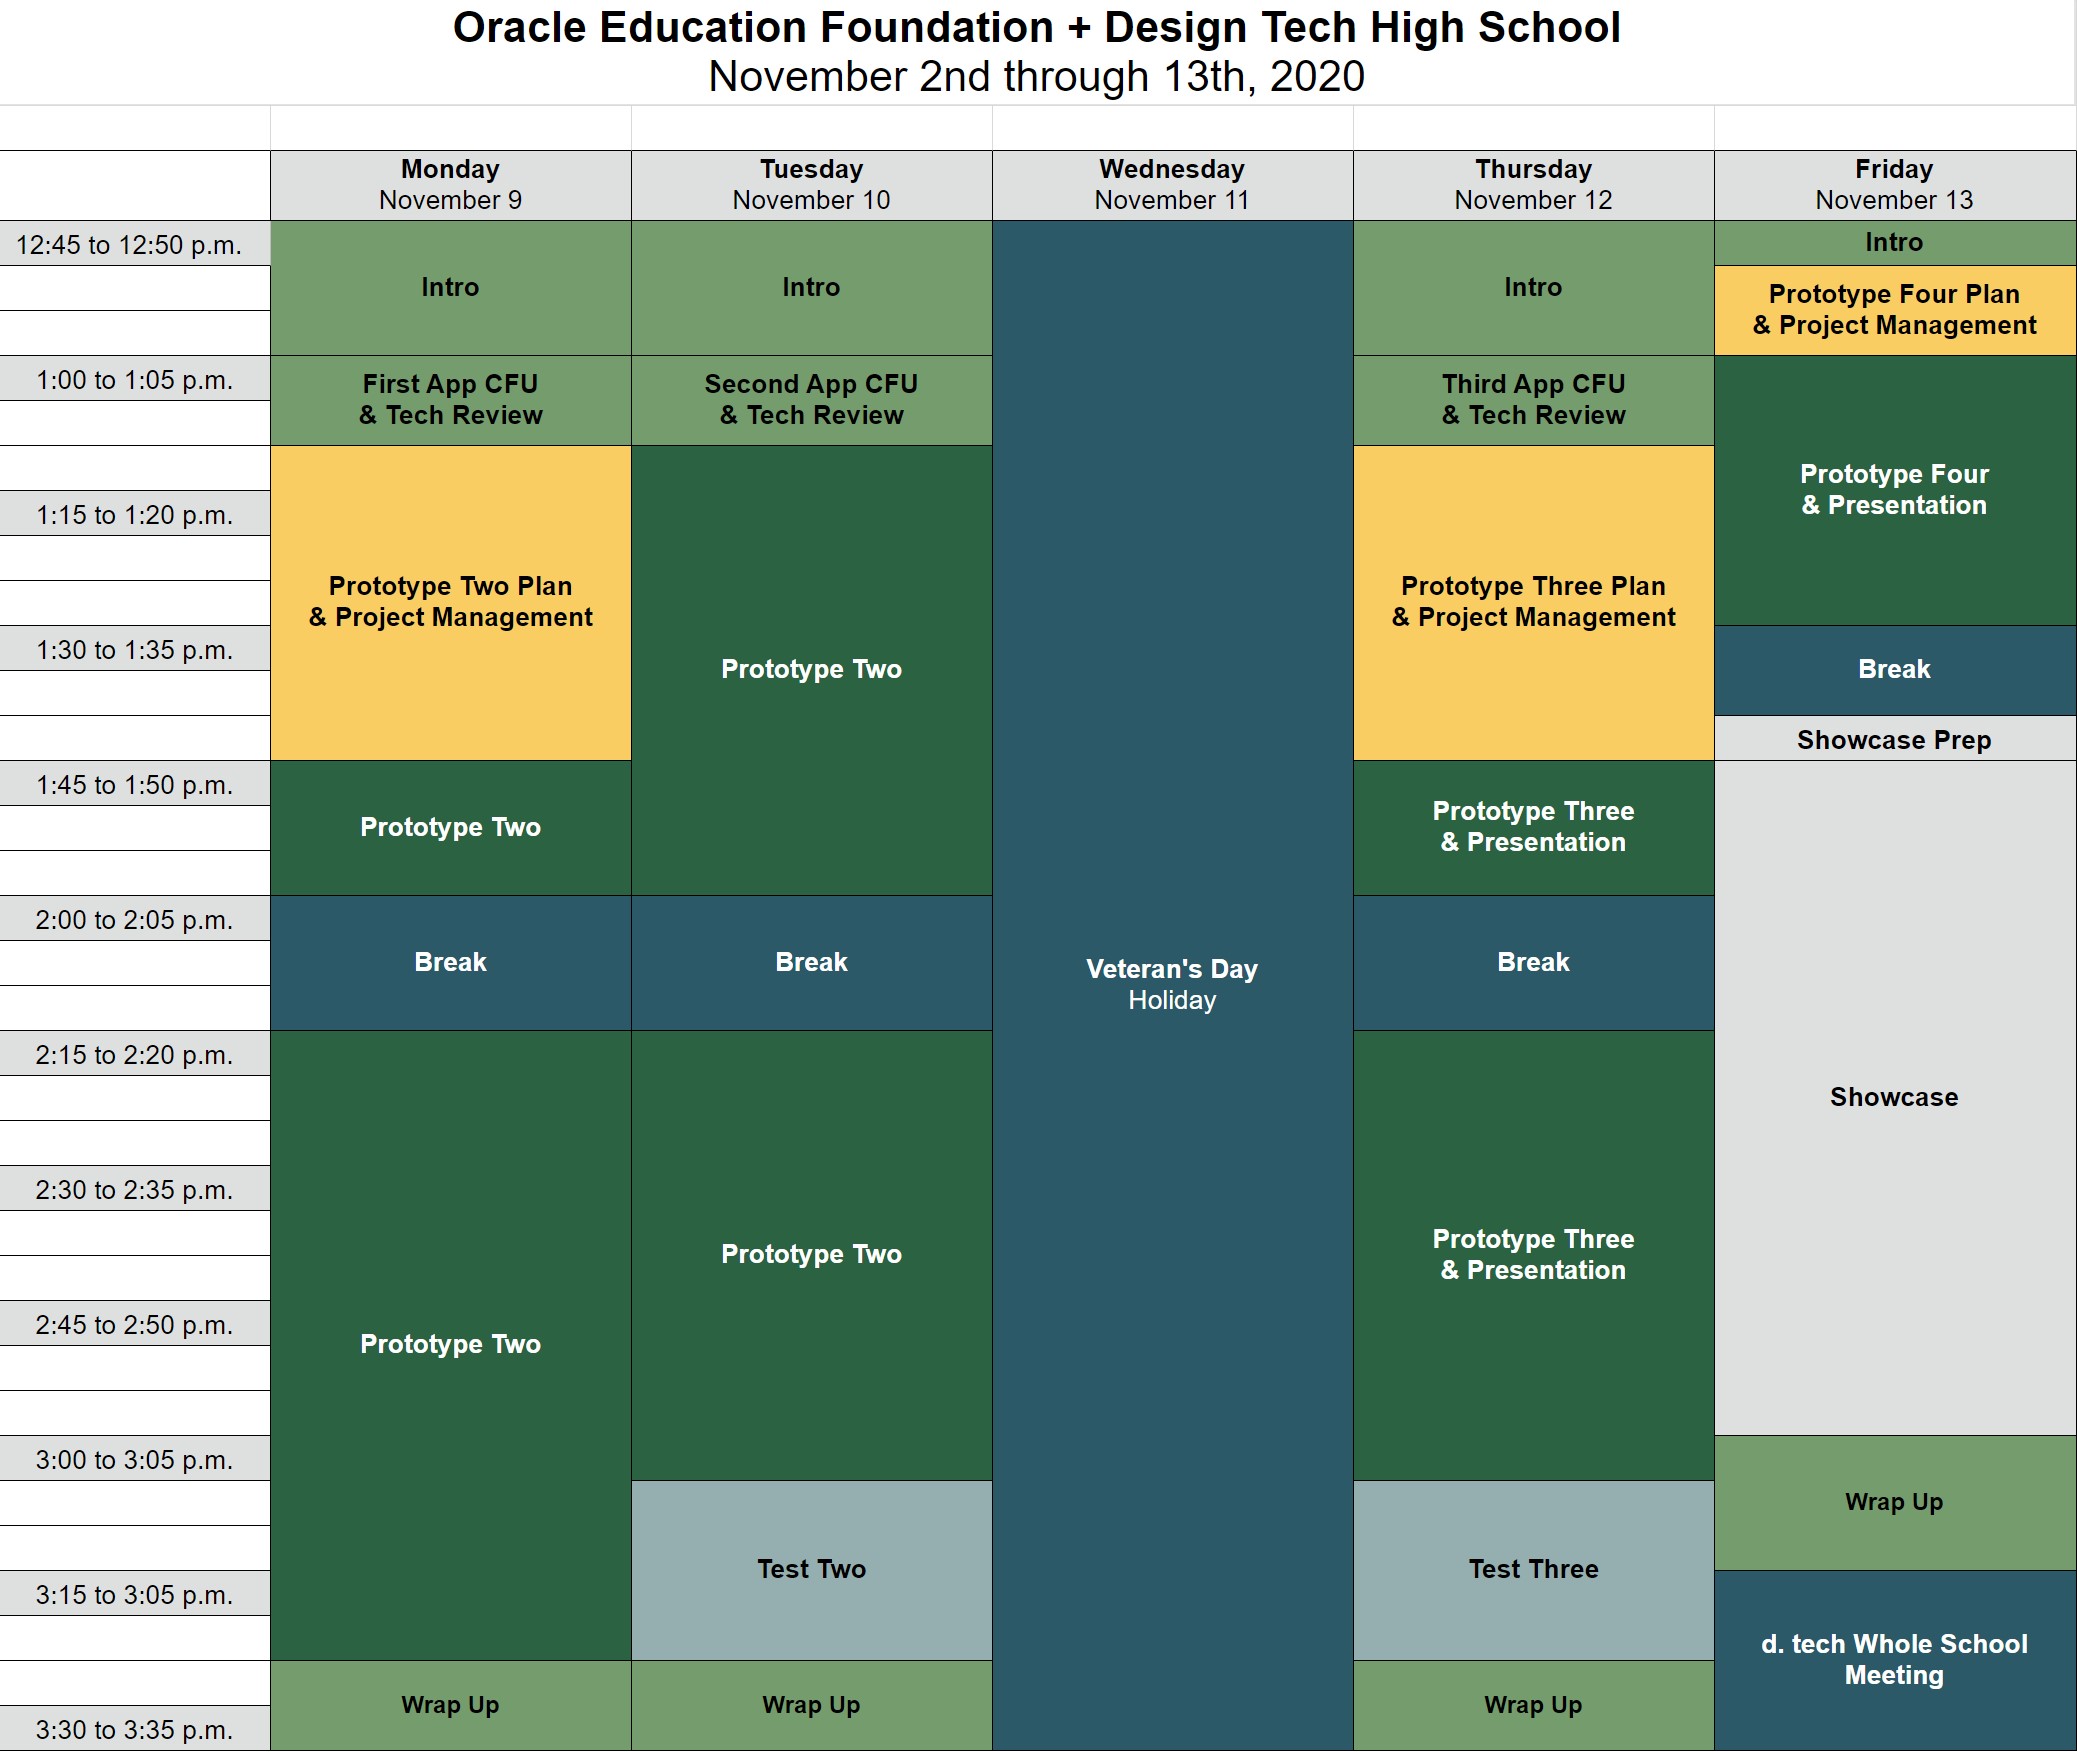 Oracle Education Foundation + Design Tech High School
November 2nd through 13th, 2020
Monday
November 9
Tuesday
November 10
Wednesday
November 11
Thursday
November 12
Friday
November 13
12:45 to 12:50 p.m.
Intro
Intro
Intro
Intro
Prototype Four Plan
& Project Management
1:00 to 1:05 p.m.
First App CFU
& Tech Review
Second App CFU
& Tech Review
Third App CFU
& Tech Review
Prototype Four
& Presentation
1:15 to 1:20 p.m.
Prototype Two Plan
& Project Management
Prototype Two
Prototype Three Plan
& Project Management
1:30 to 1:35 p.m.
Break
Showcase Prep
1:45 to 1:50 p.m.
Prototype Two
Prototype Three
& Presentation
2:00 to 2:05 p.m.
Break
Break
Veteran's Day
Holiday
Break
2:15 to 2:20 p.m.
Showcase
2:30 to 2:35 p.m.
Prototype Two
Prototype Three
& Presentation
2:45 to 2:50 p.m.
Prototype Two
3:00 to 3:05 p.m.
Wrap Up
Test Two
Test Three
3:15 to 3:05 p.m.
d. tech Whole School
Meeting
Wrap Up
Wrap Up
Wrap Up
3:30 to 3:35 p.m.